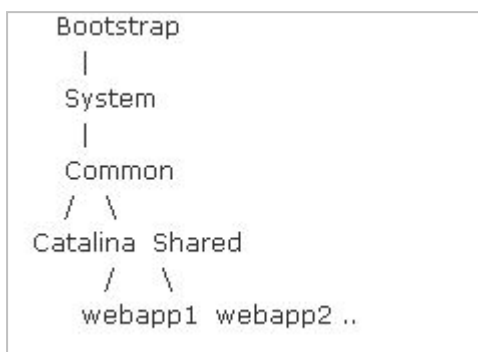 Bootstrap
|
System
|
Common
/ \
Catalina Shared
/ \
webapp1 webapp2 ..